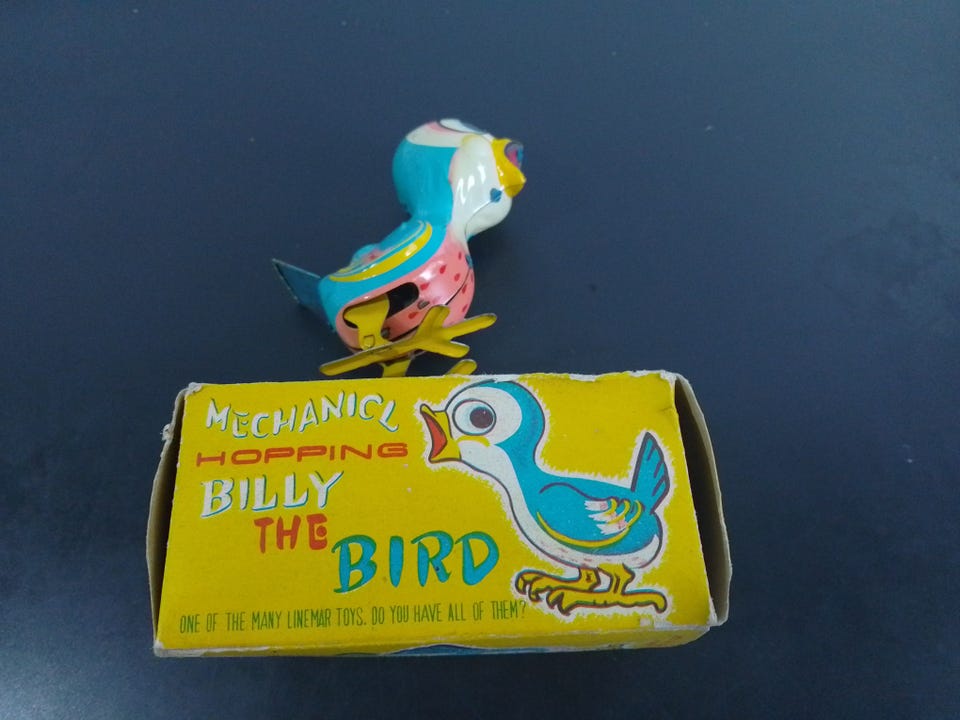 MECHANICL
HOPPING
BILLY
THE
BIRD
ONE OF THE MANY LINEMAR TOYS. DO YOU HAVE ALL OF THEM?